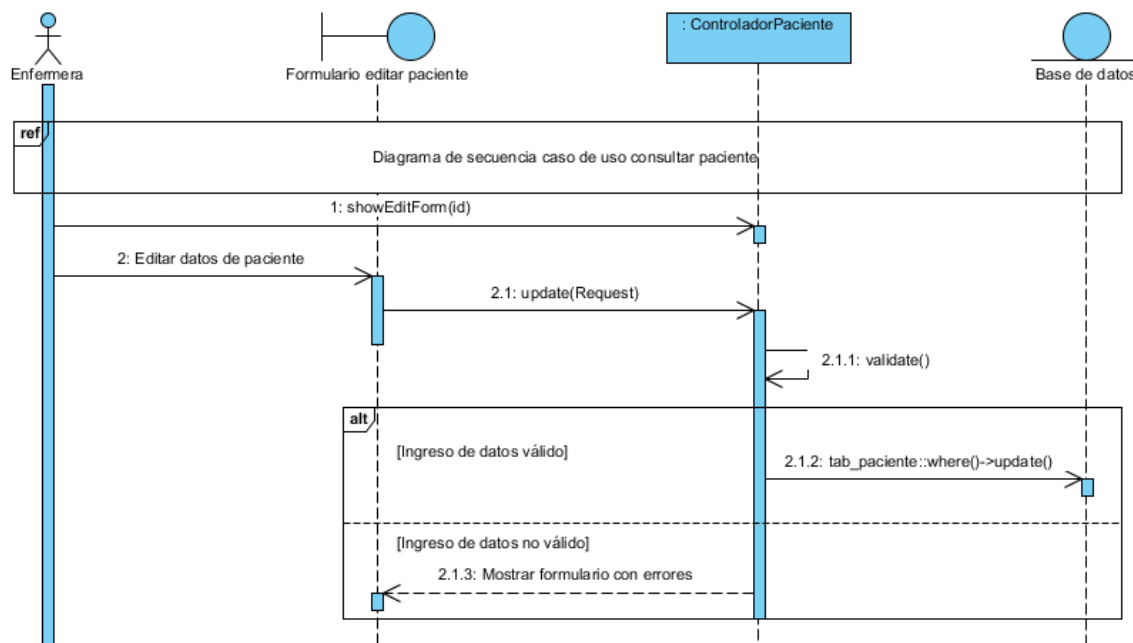 : ControladorPaciente
Enfermera
Formulario editar paciente
Base de datos
ref
Diagrama de secuencia caso de uso consultar paciente
1: showEditForm(id)
2: Editar datos de paciente
2.1: update(Request)
2.1.1: validate()
alt
[Ingreso de datos válido]
2.1.2: tab_paciente::where()->update()
[Ingreso de datos no válido]
2.1.3: Mostrar formulario con errores